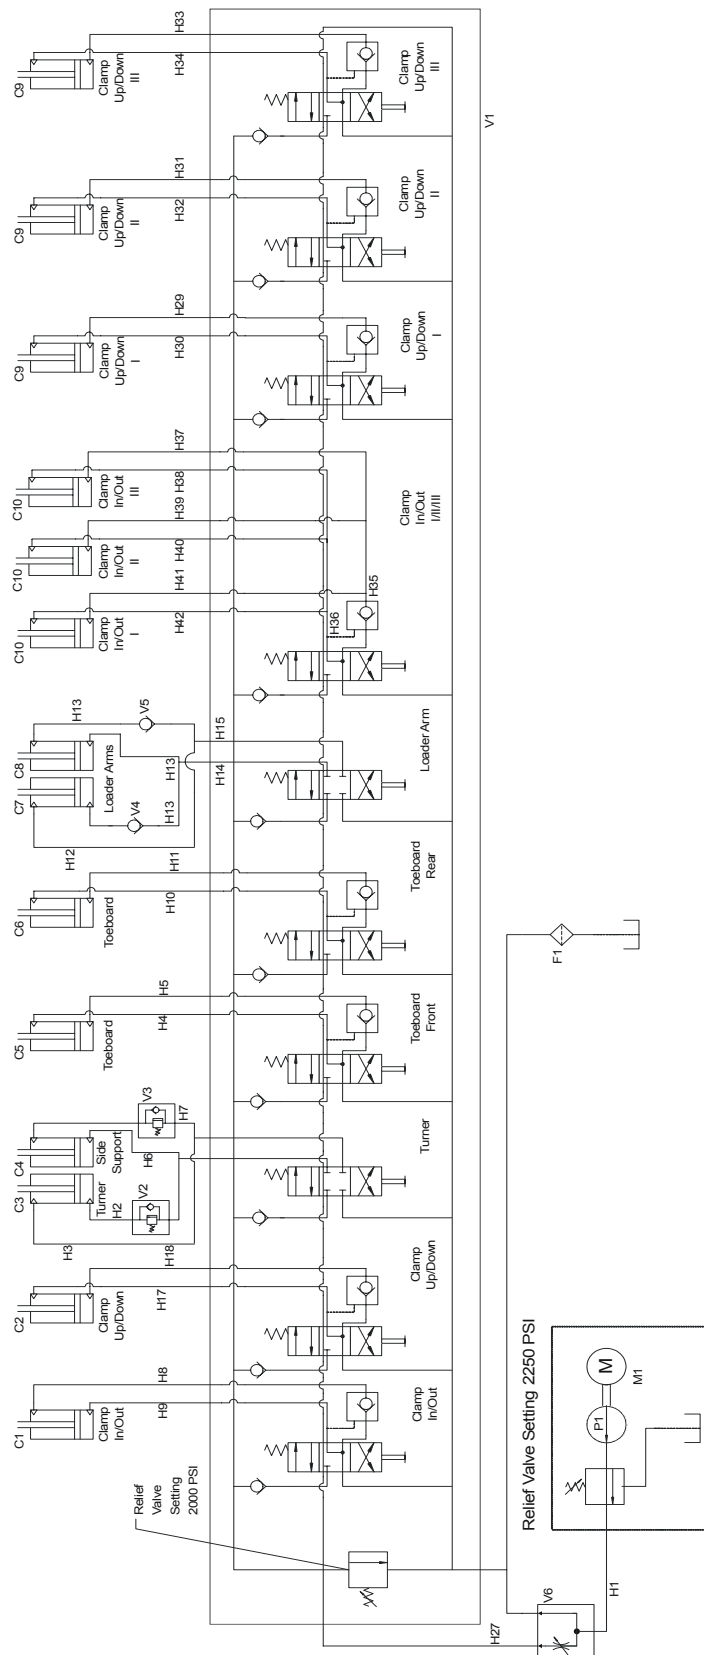 C1
Clamp
In/Out
H9
H8
C2
Clamp
Up/Down
H17
C3
Turner
H3
H2
V2
H18
C4
Side
Support
H6
V3
H7
C5
Toeboard
H4
H5
C6
Toeboard
H10
H11
C7
C8
Loader Arms
H12
V4
H13
H13
H13
V5
H14
H15
C10
Clamp
In/Out
I
H42
H41
C10
Clamp
In/Out
II
H40
H39
C10
Clamp
In/Out
III
H38
H37
C9
Clamp
Up/Down
I
H30
H29
C9
Clamp
Up/Down
II
H32
H31
C9
Clamp
Up/Down
III
H34
H33
Relief
Valve
Setting
2000 PSI
H36
H35
Clamp
In/Out
Clamp
Up/Down
Turner
Toeboard
Front
Toeboard
Rear
Loader Arm
Clamp
In/Out
I/II/III
Clamp
Up/Down
I
Clamp
Up/Down
II
Clamp
Up/Down
III
V1
H27
V6
H1
Relief Valve Setting 2250 PSI
P1
M
M1
F1